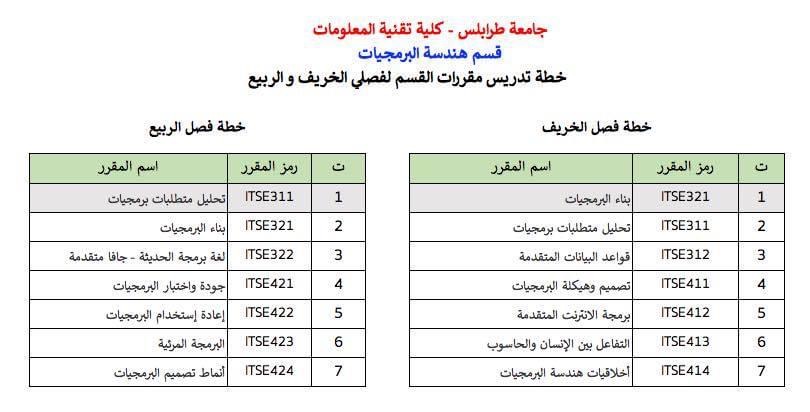 جامعة طرابلس - كلية تقنية المعلومات
قسم هندسة البرمجيات
خطة تدريس مقررات القسم لفصلي الخريف و الربيع
خطة فصل الخريف
ت رمز المقرر اسم المقرر
1 ITSE321 بناء البرمجيات
2 ITSE311 تحليل متطلبات برمجيات
3 ITSE312 قواعد البيانات المتقدمة
4 ITSE411 تصميم وهيكلة البرمجيات
5 ITSE412 برمجة الانترنت المتقدمة
6 ITSE413 التفاعل بين الإنسان والحاسوب
7 ITSE414 أخلاقيات هندسة البرمجيات
خطة فصل الربيع
ت رمز المقرر اسم المقرر
1 ITSE311 تحليل متطلبات برمجيات
2 ITSE321 بناء البرمجيات
3 ITSE322 لغة برمجة الحديثة - جافا متقدمة
4 ITSE421 جودة واختبار البرمجيات
5 ITSE422 إعادة إستخدام البرمجيات
6 ITSE423 البرمجة المرئية
7 ITSE424 أنماط تصميم البرمجيات